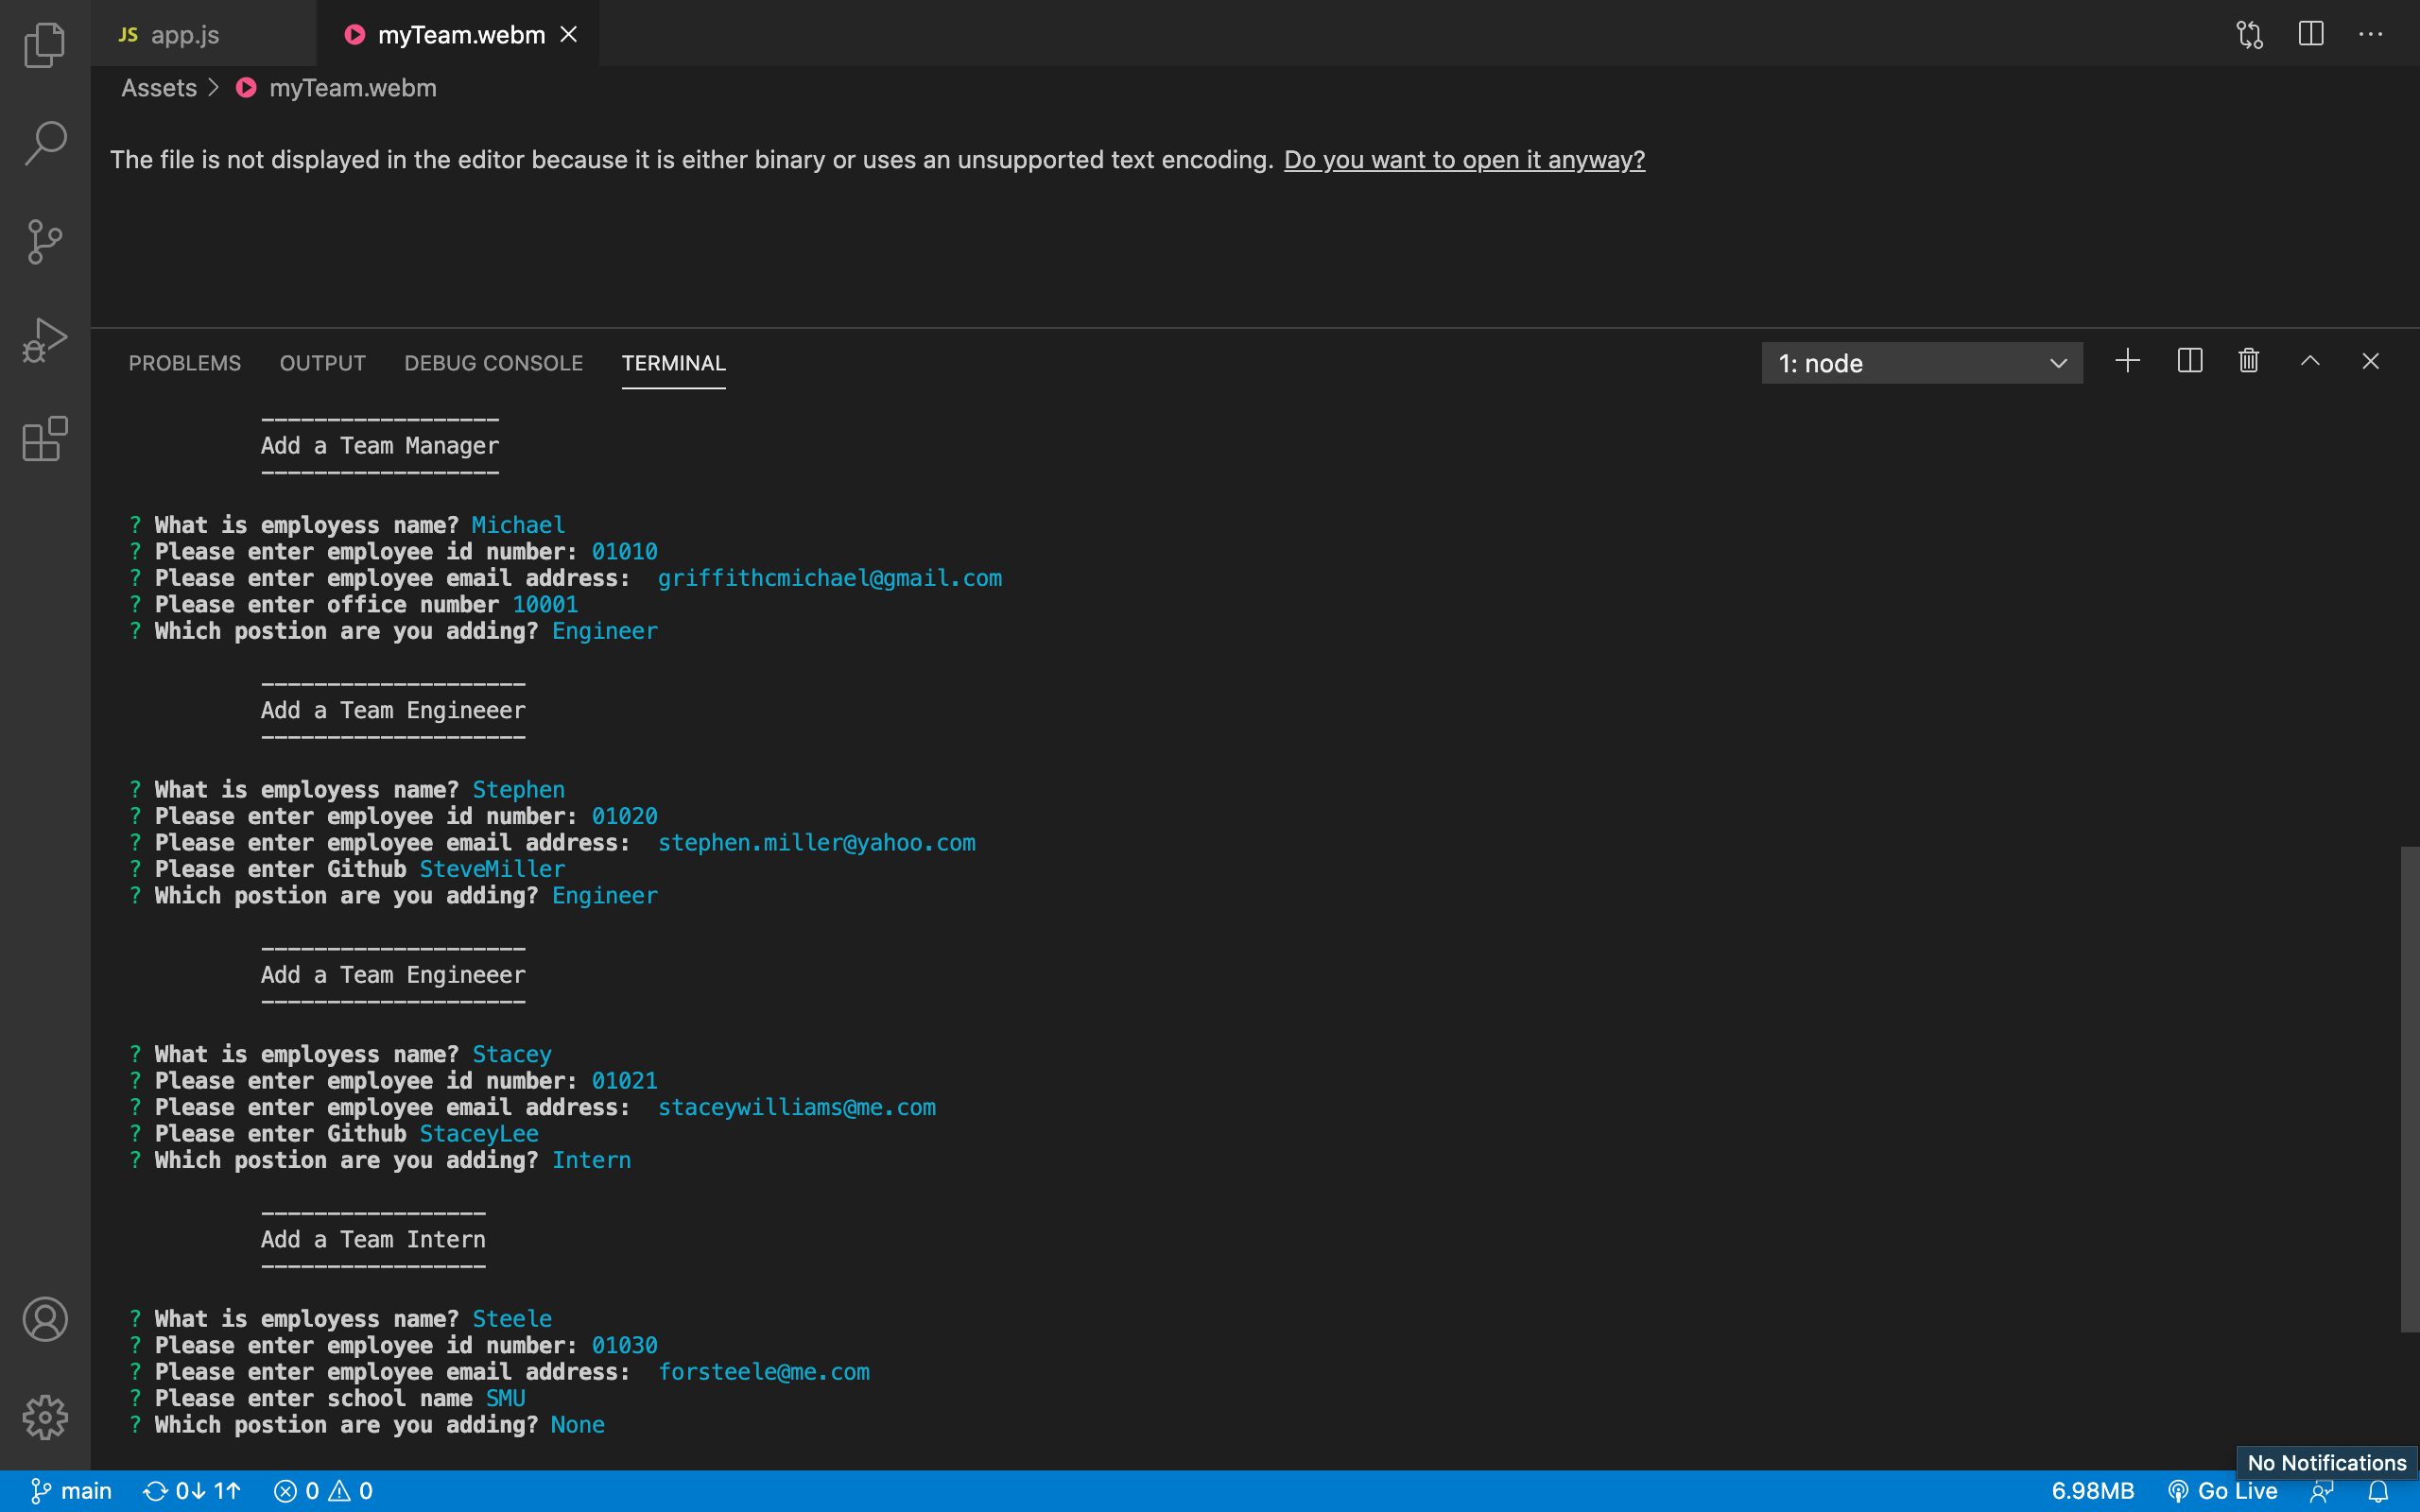 JS app.js myTeam.webm
Assets > myTeam.webm
The file is not displayed in the editor because it is either binary or uses an unsupported text encoding. Do you want to open it anyway?
PROBLEMS OUTPUT DEBUG CONSOLE TERMINAL 1: node
------------------
Add a Team Manager
------------------
? What is employess name? Michael
? Please enter employee id number: 01010
? Please enter employee email address:  griffithcmichael@gmail.com
? Please enter office number 10001
? Which postion are you adding? Engineer
--------------------
Add a Team Engineeer
--------------------
? What is employess name? Stephen
? Please enter employee id number: 01020
? Please enter employee email address:  stephen.miller@yahoo.com
? Please enter Github SteveMiller
? Which postion are you adding? Engineer
--------------------
Add a Team Engineeer
--------------------
? What is employess name? Stacey
? Please enter employee id number: 01021
? Please enter employee email address:  staceywilliams@me.com
? Please enter Github StaceyLee
? Which postion are you adding? Intern
-----------------
Add a Team Intern
-----------------
? What is employess name? Steele
? Please enter employee id number: 01030
? Please enter employee email address:  forsteele@me.com
? Please enter school name SMU
? Which postion are you adding? None
No Notifications
main 0↓ 1↑ 0 0 6.98MB Go Live